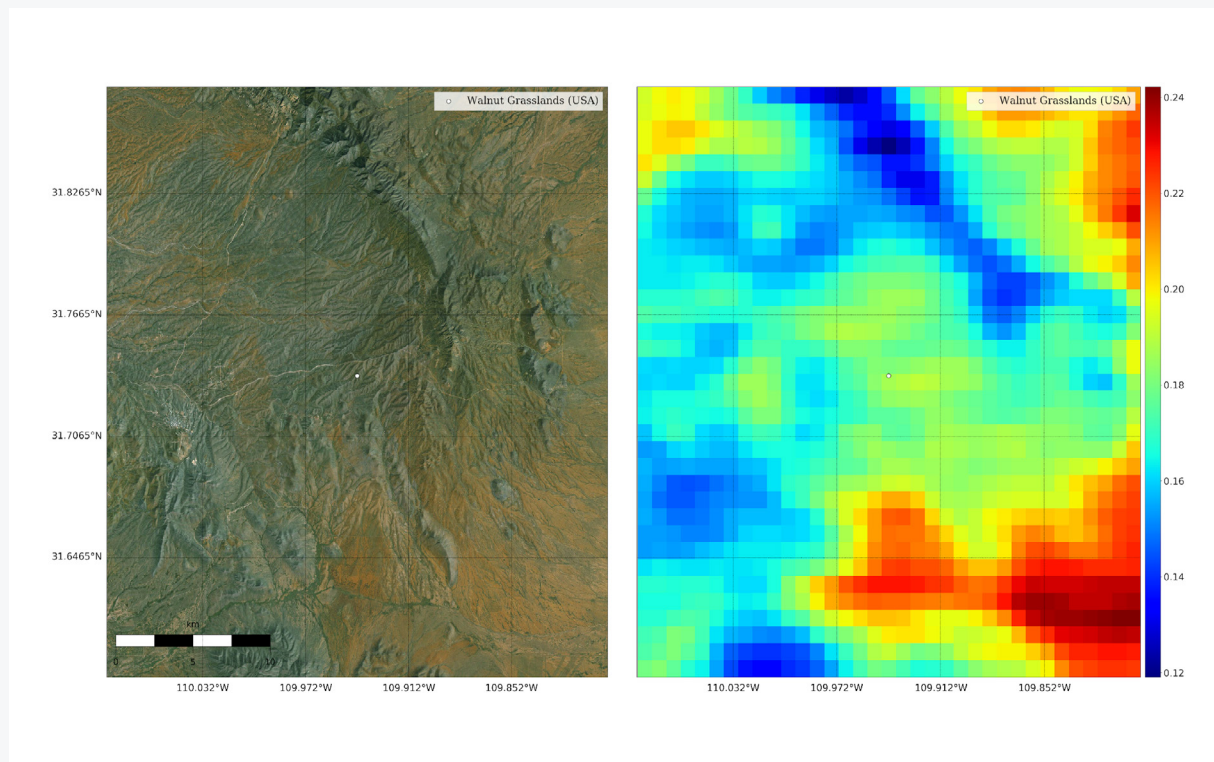 Walnut Grasslands (USA)
31.8265°N
31.7665°N
31.7065°N
31.6465°N
km
0
5
10
110.032°W
109.972°W
109.912°W
109.852°W
Walnut Grasslands (USA)
0.24
0.22
0.20
0.18
0.16
0.14
0.12
110.032°W
109.972°W
109.912°W
109.852°W